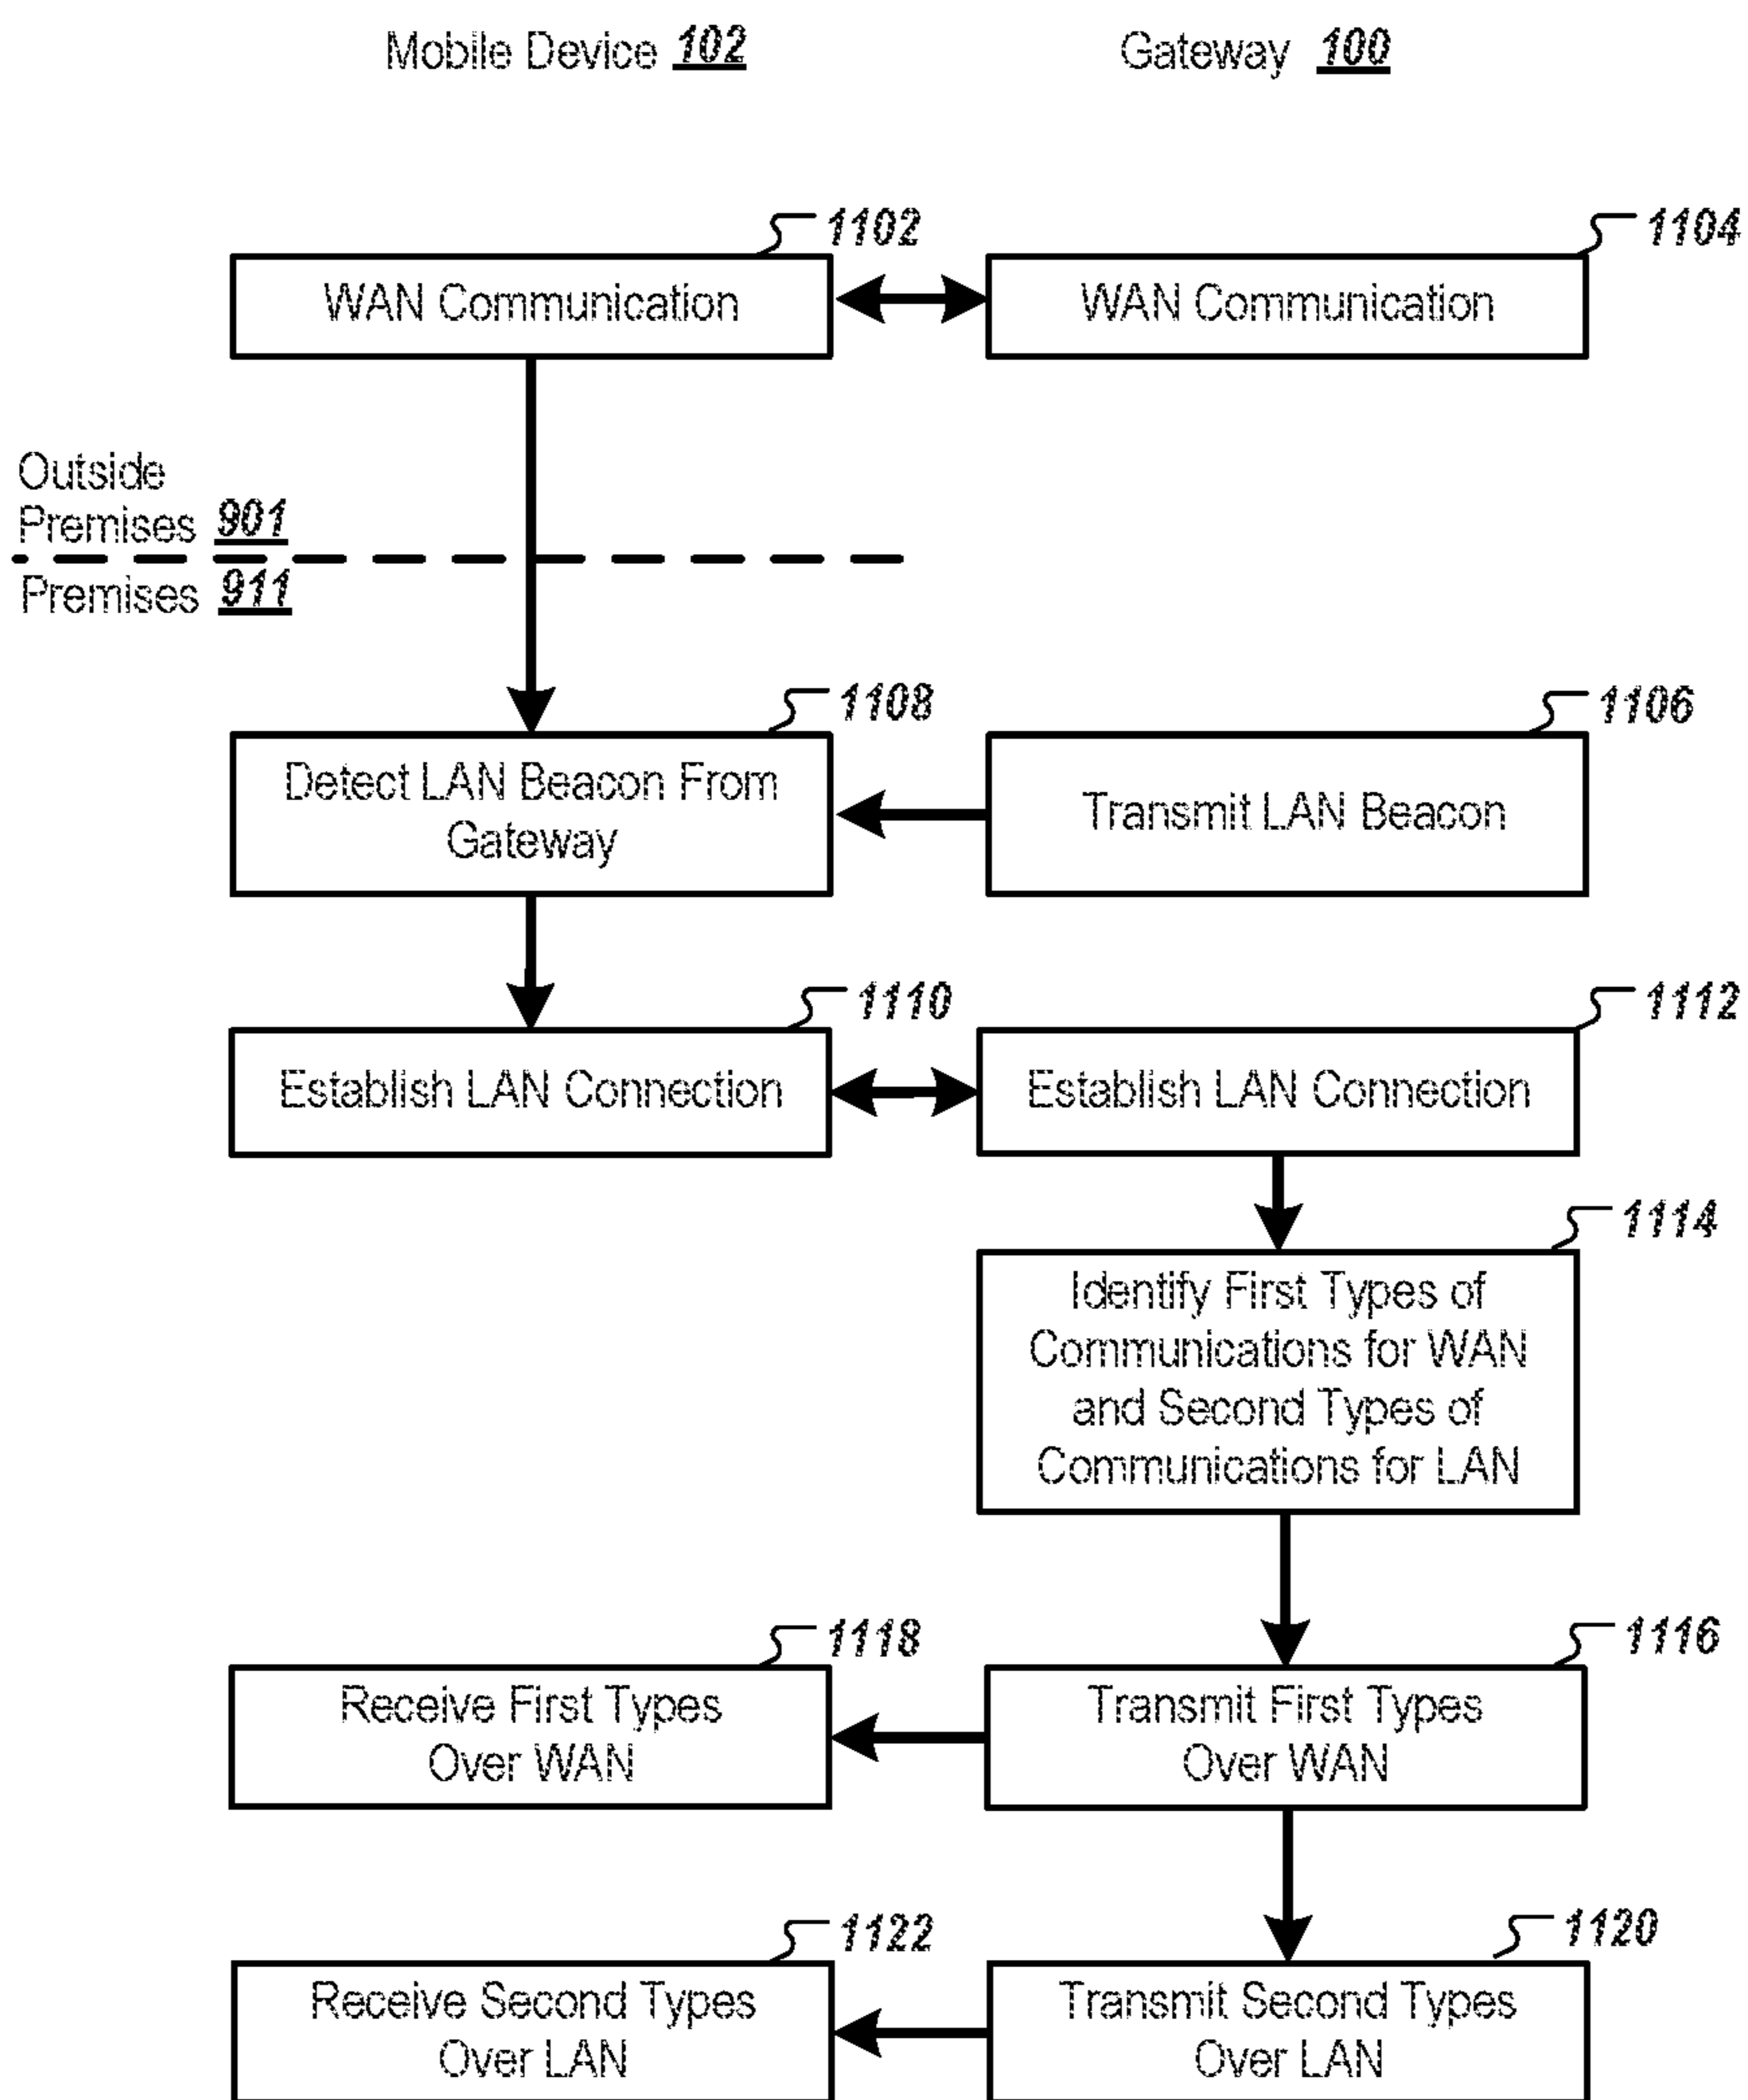 Mobile Device 102
Gateway 100
1102
1104
WAN Communication
WAN Communication
Outside
Premises 901
Premises 911
1108
1106
Detect LAN Beacon From
Gateway
Transmit LAN Beacon
1110
1112
Establish LAN Connection
Establish LAN Connection
1114
Identify First Types of
Communications for WAN
and Second Types of
Communications for LAN
1118
1116
Receive First Types
Over WAN
Transmit First Types
Over WAN
1122
1120
Receive Second Types
Over LAN
Transmit Second Types
Over LAN